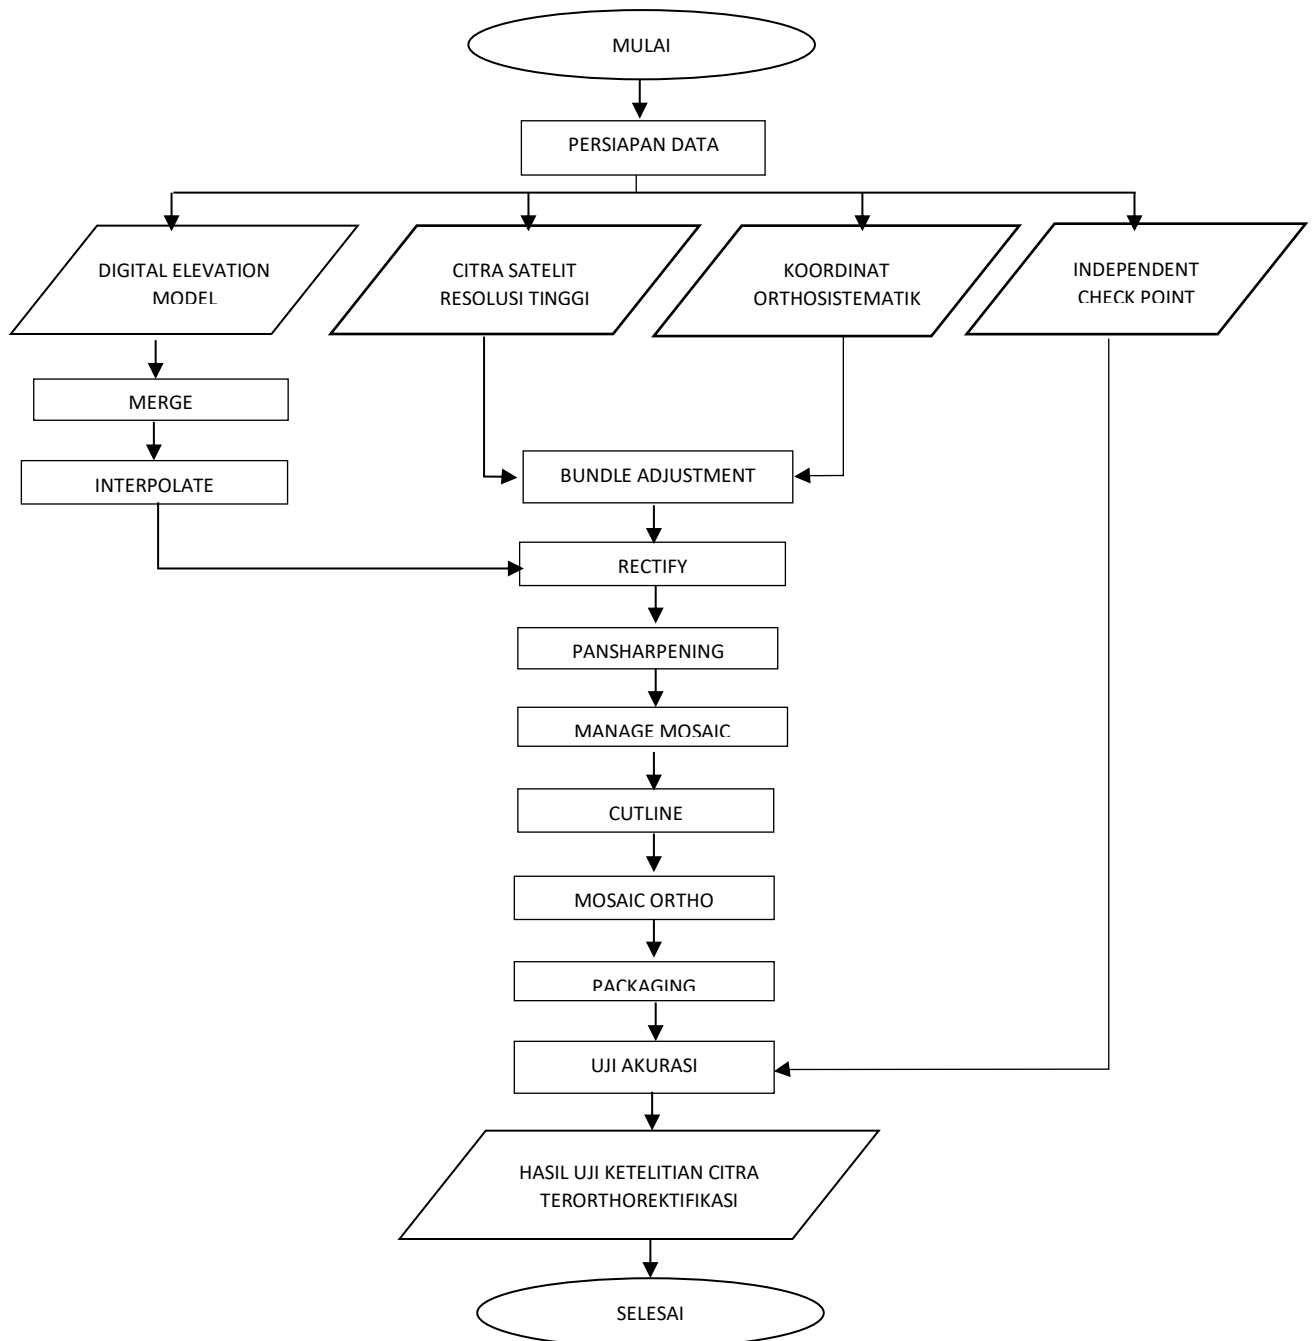 MULAI
PERSIAPAN DATA
DIGITAL ELEVATION
MODEL
CITRA SATELIT
RESOLUSI TINGGI
KOORDINAT
ORTHOSISTEMATIK
INDEPENDENT
CHECK POINT
MERGE
INTERPOLATE
BUNDLE ADJUSTMENT
RECTIFY
PANSHARPENING
MANAGE MOSAIC
CUTLINE
MOSAIC ORTHO
PACKAGING
UJI AKURASI
HASIL UJI KETELITIAN CITRA
TERORTHOREKTIFIKASI
SELESAI